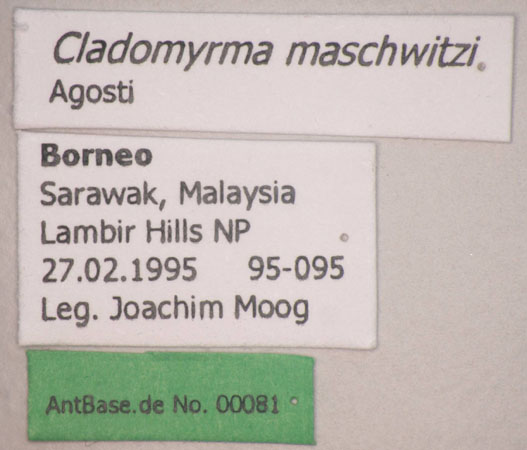 Cladomyrma maschwitzi
Agosti
Borneo
Sarawak, Malaysia
Lambir Hills NP
27.02.1995 95-095
Leg. Joachim Moog
AntBase.de No. 00081